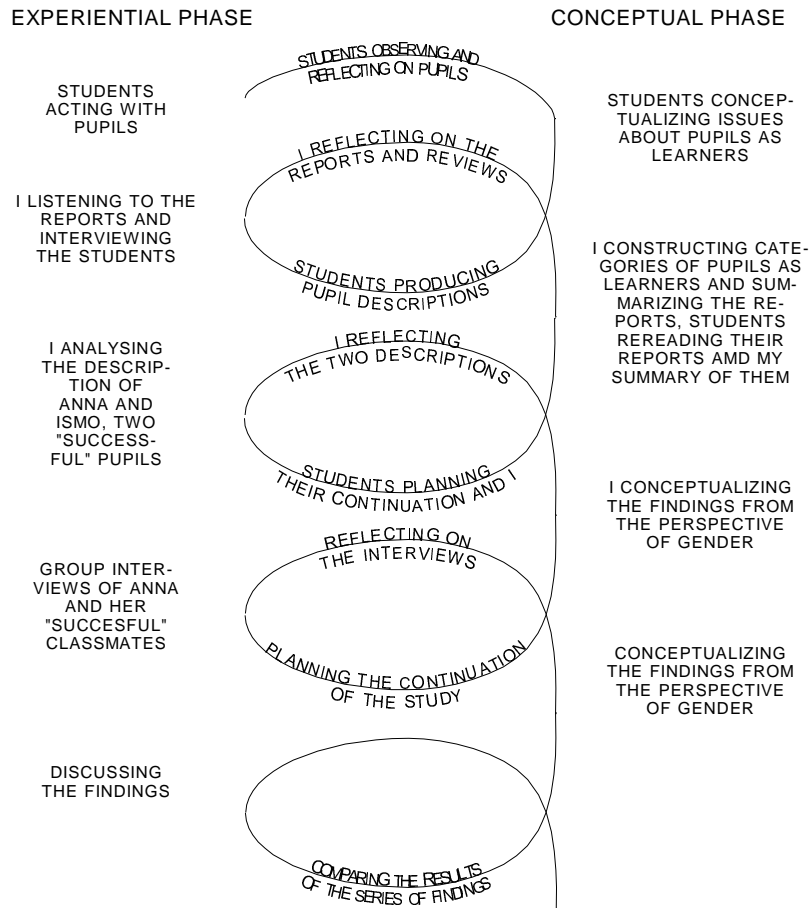 EXPERIENTIAL PHASE
CONCEPTUAL PHASE
STUDENTS OBSERVING AND
REFLECTING ON PUPILS
STUDENTS
ACTING WITH
PUPILS
STUDENTS CONCEP-
TUALIZING ISSUES
ABOUT PUPILS AS
LEARNERS
I REFLECTING ON THE
REPORTS AND REVIEWS
I LISTENING TO THE
REPORTS AND
INTERVIEWING
THE STUDENTS
I CONSTRUCTING CATE-
GORIES OF PUPILS AS
LEARNERS AND SUM-
MARIZING THE RE-
PORTS, STUDENTS
REREADING THEIR
REPORTS AMD MY
SUMMARY OF THEM
STUDENTS PRODUCING
PUPIL DESCRIPTIONS
I REFLECTING
THE TWO DESCRIPTIONS
I ANALYSING
THE DESCRIP-
TION OF
ANNA AND
ISMO, TWO
"SUCCESS-
FUL" PUPILS
STUDENTS PLANNING
THEIR CONTINUATION AND I
I CONCEPTUALIZING
THE FINDINGS FROM
THE PERSPECTIVE
OF GENDER
REFLECTING ON
THE INTERVIEWS
GROUP INTER-
VIEWS OF ANNA
AND HER
"SUCCESFUL"
CLASSMATES
PLANNING THE CONTINUATION
OF THE STUDY
CONCEPTUALIZING
THE FINDINGS FROM
THE PERSPECTIVE
OF GENDER
DISCUSSING
THE FINDINGS
COMPARING THE RESULTS
OF THE SERIES OF FINDINGS